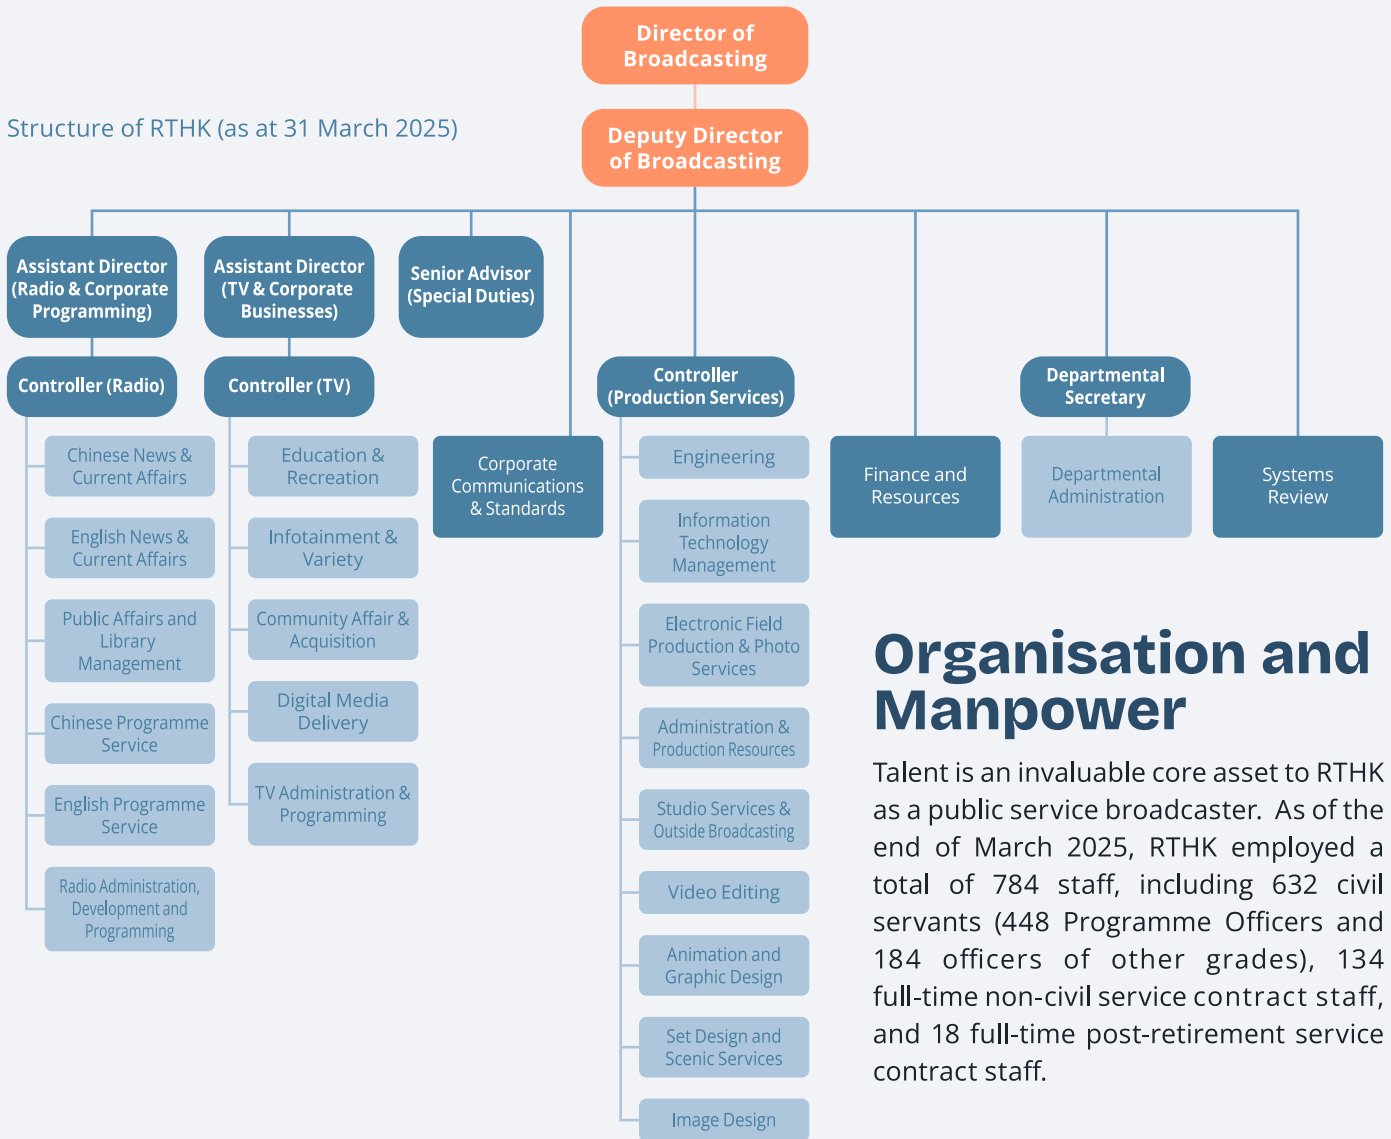 Director of
Broadcasting
Structure of RTHK (as at 31 March 2025)
Deputy Director
of Broadcasting
Assistant Director
(Radio & Corporate
Programming)
Assistant Director
(TV & Corporate
Businesses)
Senior Advisor
(Special Duties)
Controller (Radio)
Chinese News &
Current Affairs
English News &
Current Affairs
Public Affairs and
Library
Management
Chinese Programme
Service
English Programme
Service
Radio Administration,
Development and
Programming
Controller (TV)
Education &
Recreation
Infotainment &
Variety
Community Affair &
Acquisition
Digital Media
Delivery
TV Administration &
Programming
Corporate
Communications
& Standards
Controller
(Production Services)
Engineering
Information
Technology
Management
Electronic Field
Production & Photo
Services
Administration &
Production Resources
Studio Services &
Outside Broadcasting
Video Editing
Animation and
Graphic Design
Set Design and
Scenic Services
Image Design
Finance and
Resources
Departmental
Secretary
Departmental
Administration
Systems
Review
Organisation and
Manpower
Talent is an invaluable core asset to RTHK
as a public service broadcaster. As of the
end of March 2025, RTHK employed a
total of 784 staff, including 632 civil
servants (448 Programme Officers and
184 officers of other grades), 134
full-time non-civil service contract staff,
and 18 full-time post-retirement service
contract staff.